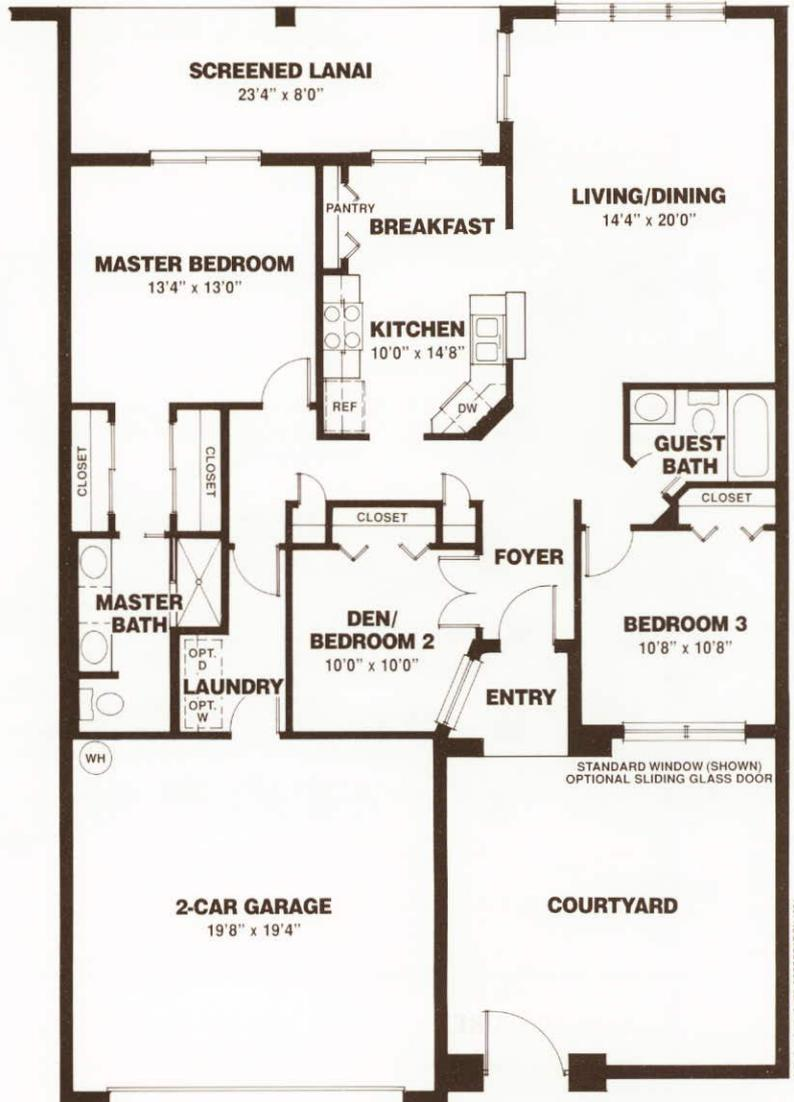 SCREENED LANAI
23'4" x 8'0"
LIVING/DINING
14'4" x 20'0"
PANTRY
BREAKFAST
MASTER BEDROOM
13'4" x 13'0"
KITCHEN
10'0" x 14'8"
REF
DW
GUEST
BATH
CLOSET
CLOSET
CLOSET
CLOSET
FOYER
MASTER
BATH
DEN/
BEDROOM 2
10'0" x 10'0"
BEDROOM 3
10'8" x 10'8"
OPT.
D
LAUNDRY
OPT.
W
ENTRY
WH
STANDARD WINDOW (SHOWN)
OPTIONAL SLIDING GLASS DOOR
2-CAR GARAGE
19'8" x 19'4"
COURTYARD